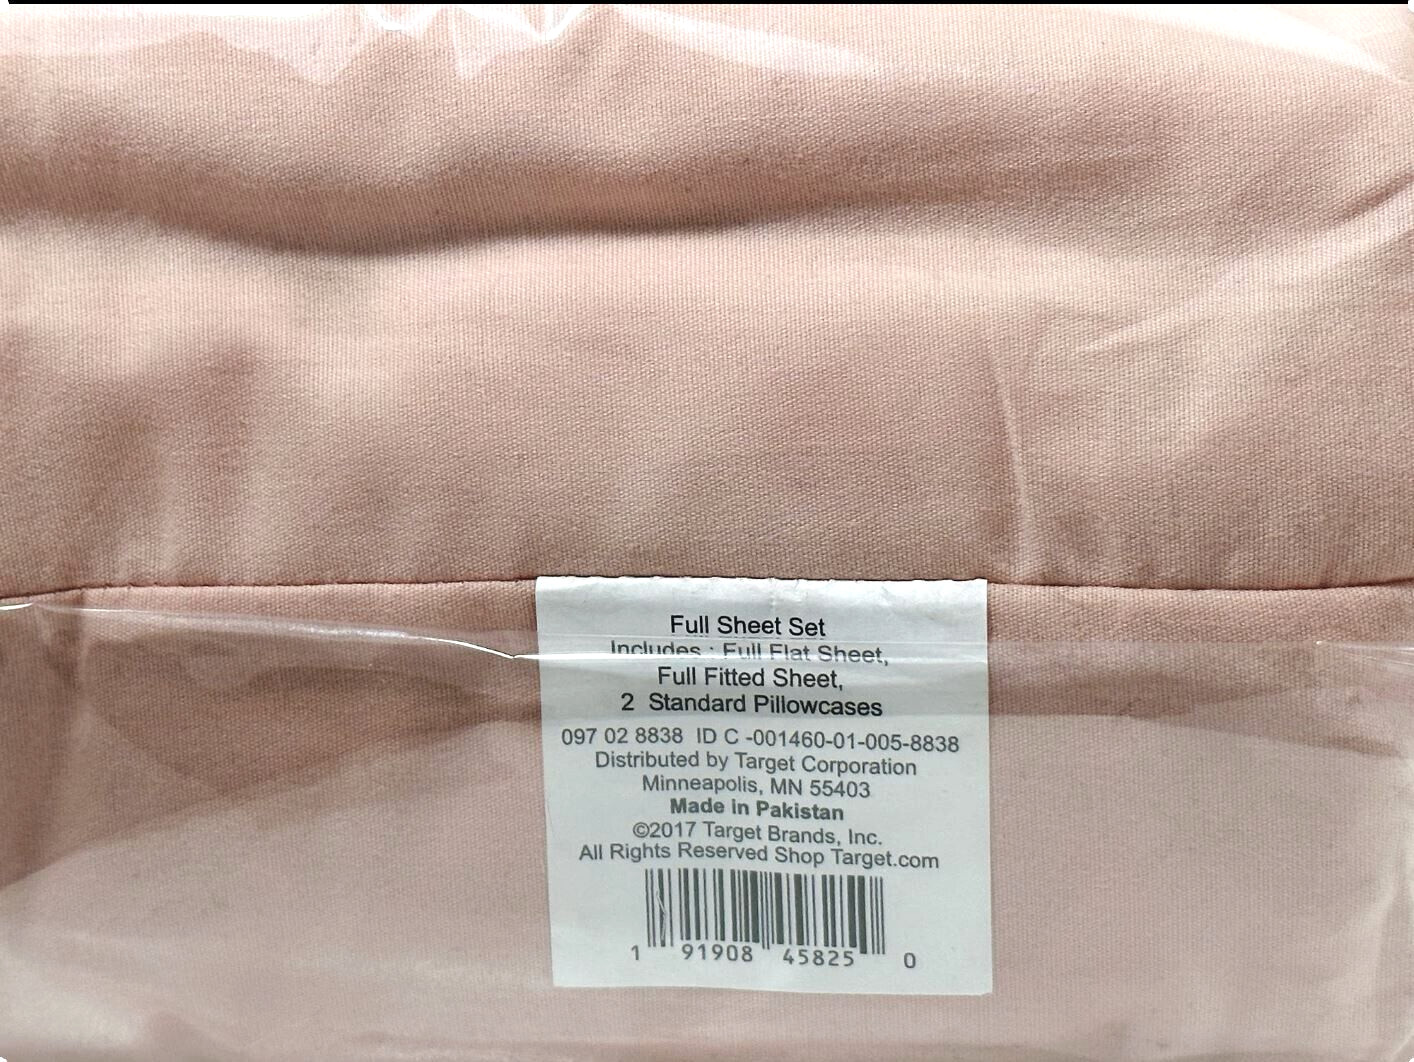 Full Sheet Set
Includes : Full Flat Sheet,
Full Fitted Sheet,
2 Standard Pillowcases
097 02 8838 ID C -001460-01-005-8838
Distributed by Target Corporation
Minneapolis, MN 55403
Made in Pakistan
©2017 Target Brands, Inc.
All Rights Reserved Shop Target.com
1 91908 45825 0